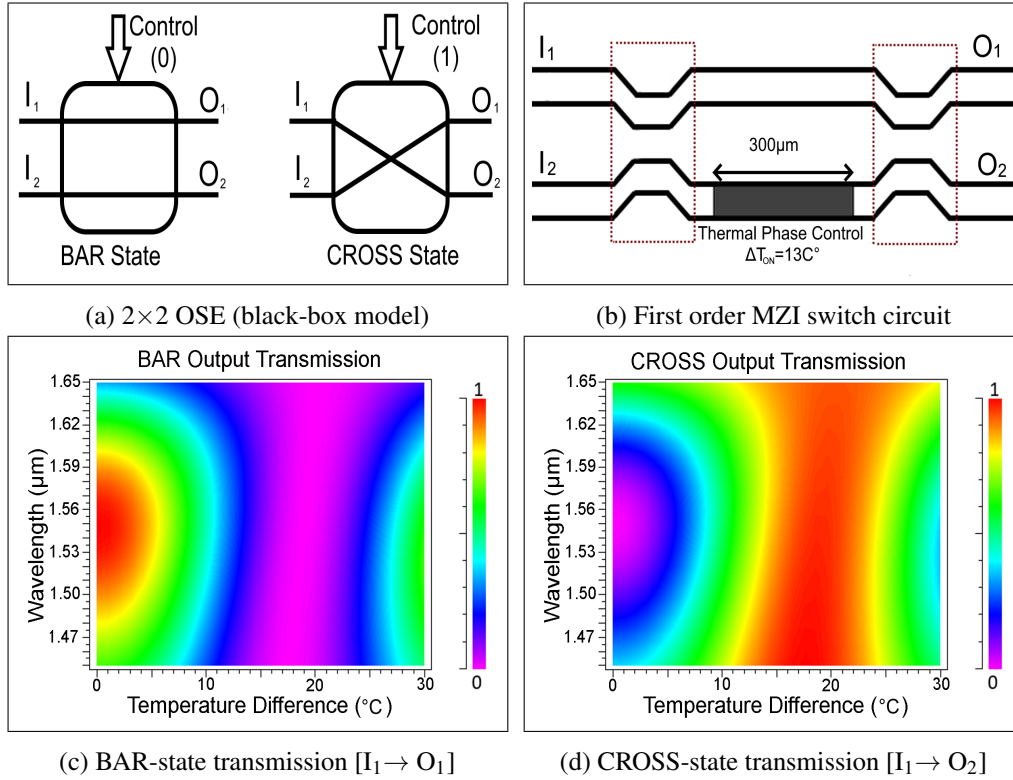 Control
(0)
I₁
O₁
I₂
O₂
BAR State
Control
(1)
I₁
O₁
I₂
O₂
CROSS State
(a) 2×2 OSE (black-box model)
I₁
O₁
I₂
O₂
300μm
Thermal Phase Control
ΔT_ON=13C°
(b) First order MZI switch circuit
BAR Output Transmission
Wavelength (μm)
1.65
1.62
1.59
1.56
1.53
1.50
1.47
0 10 20 30
Temperature Difference (°C)
1
0
(c) BAR-state transmission [I₁→ O₁]
CROSS Output Transmission
Wavelength (μm)
1.65
1.62
1.59
1.56
1.53
1.50
1.47
0 10 20 30
Temperature Difference (°C)
1
0
(d) CROSS-state transmission [I₁→ O₂]